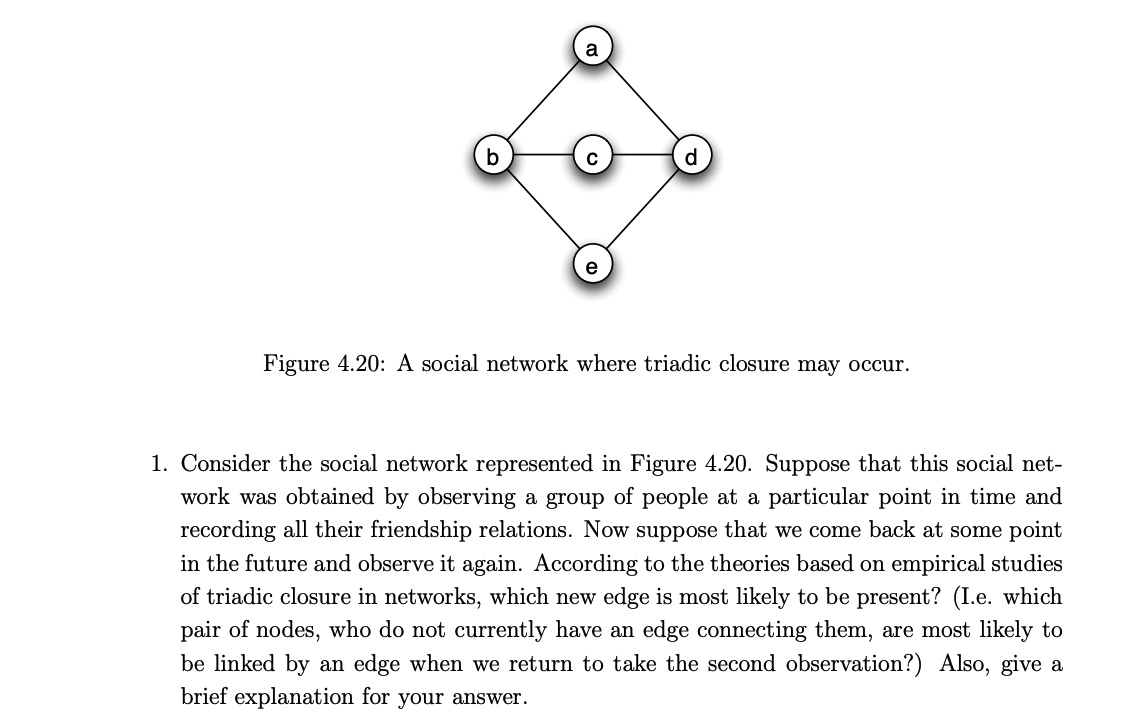 a
b c d
e
Figure 4.20: A social network where triadic closure may occur.
1. Consider the social network represented in Figure 4.20. Suppose that this social net-
work was obtained by observing a group of people at a particular point in time and
recording all their friendship relations. Now suppose that we come back at some point
in the future and observe it again. According to the theories based on empirical studies
of triadic closure in networks, which new edge is most likely to be present? (I.e. which
pair of nodes, who do not currently have an edge connecting them, are most likely to
be linked by an edge when we return to take the second observation?) Also, give a
brief explanation for your answer.